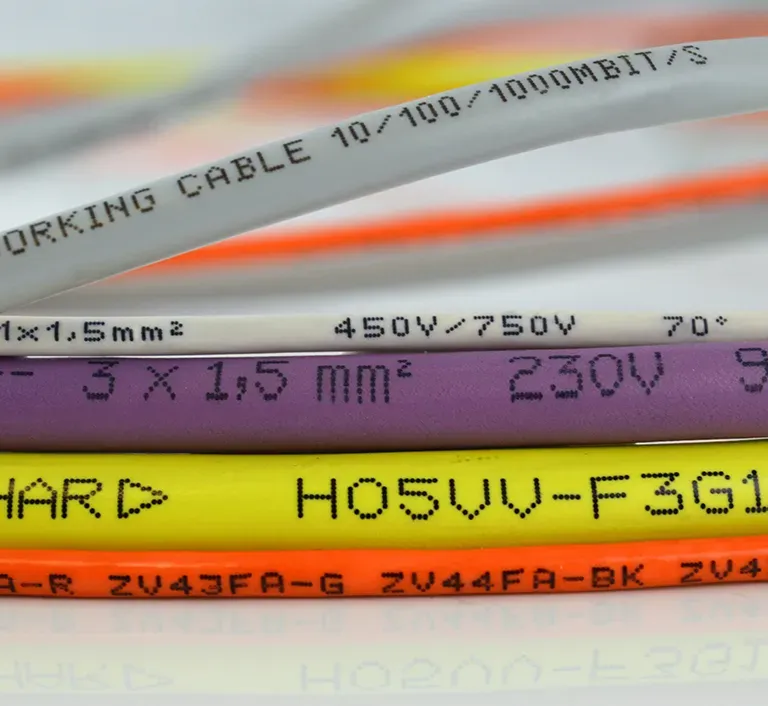 ORKING CABLE 10/100/1000MBIT/S
1x1,5mm² 450V/750V 70°
3 x 1,5 mm² 230V 9
HARD H05VV-F3G1
A-R ZV43FA-G ZV44FA-BK ZV4